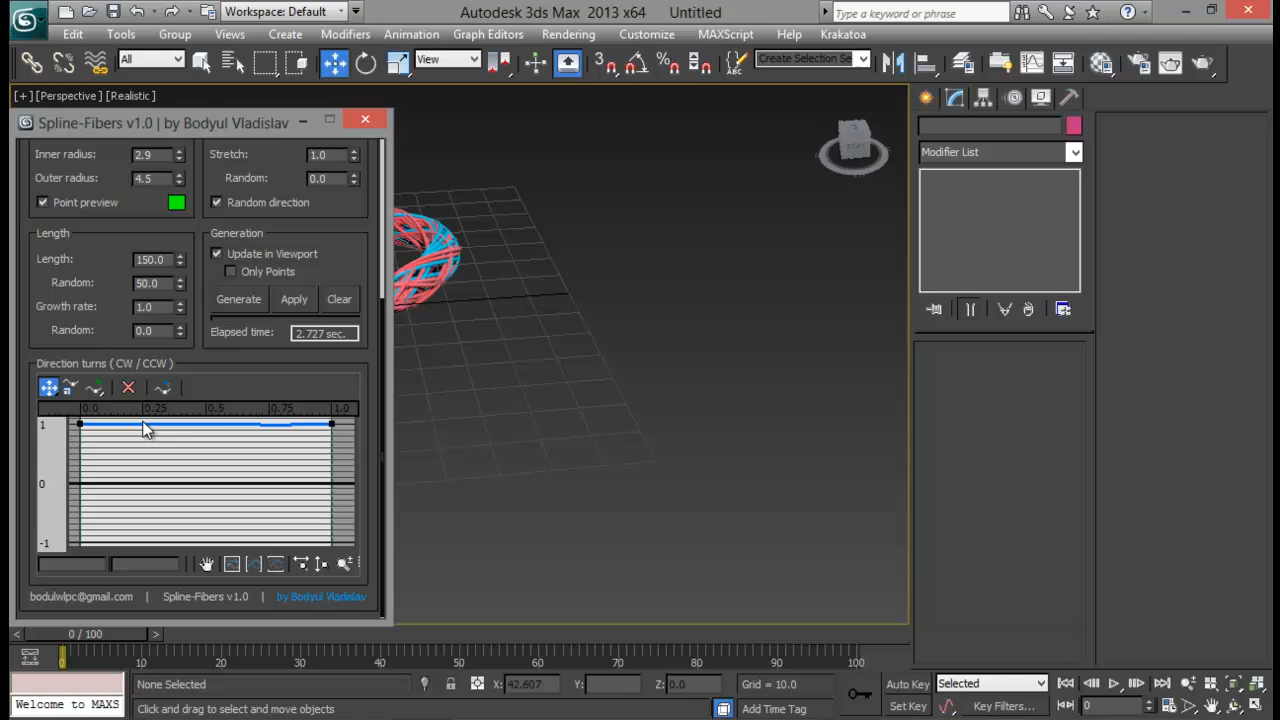 Workspace: Default
Autodesk 3ds Max 2013 x64 Untitled
Type a keyword or phrase
Edit Tools Group Views Create Modifiers Animation Graph Editors Rendering Customize MAXScript Help Krakatoa
All View Create Selection Se
[+] [Perspective] [Realistic]
Spline-Fibers v1.0 | by Bodyul Vladislav
Modifier List
Inner radius: 2.9 Stretch: 1.0
Outer radius: 4.5 Random: 0.0
Point preview Random direction
Length Generation
Length: 150.0 Update in Viewport
Random: 50.0 Only Points
Growth rate: 1.0 Generate Apply Clear
Random: 0.0 Elapsed time: 2.727 sec.
Direction turns ( CW / CCW )
0.0 0.25 0.5 0.75 1.0
1
0
-1
bodulvlpc@gmail.com | Spline-Fibers v1.0 | by Bodyul Vladislav
< 0 / 100 >
0 10 20 30 40 50 60 70 80 90 100
None Selected X: 42.607 Y: Z: 0.0 Grid = 10.0 Auto Key Selected
Welcome to MAXS Click and drag to select and move objects Add Time Tag Set Key Key Filters... 0